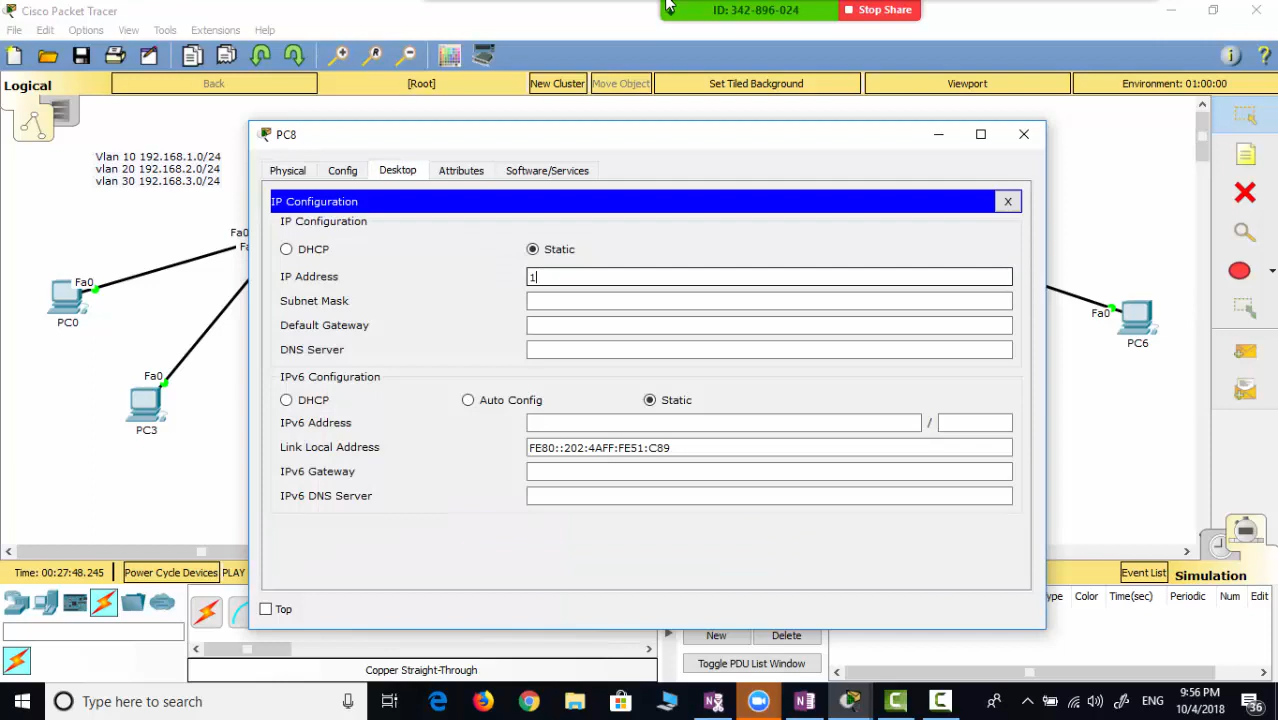 Cisco Packet Tracer
ID: 342-896-024
Stop Share
File Edit Options View Tools Extensions Help
Logical
Back
[Root]
New Cluster
Move Object
Set Tiled Background
Viewport
Environment: 01:00:00
Vlan 10 192.168.1.0/24
vlan 20 192.168.2.0/24
vlan 30 192.168.3.0/24
PC8
Physical Config Desktop Attributes Software/Services
IP Configuration
X
IP Configuration
DHCP
Static
IP Address
1
Subnet Mask
Default Gateway
DNS Server
IPv6 Configuration
DHCP
Auto Config
Static
IPv6 Address
/
Link Local Address
FE80::202:4AFF:FE51:C89
IPv6 Gateway
IPv6 DNS Server
Top
Fa0
Fa
Fa0
PC0
Fa0
PC3
Fa0
PC6
Time: 00:27:48.245
Power Cycle Devices
PLAY
Event List
Simulation
Color Time(sec) Periodic Num Edit
New
Delete
Toggle PDU List Window
Copper Straight-Through
Type here to search
ENG
9:56 PM
10/4/2018
36